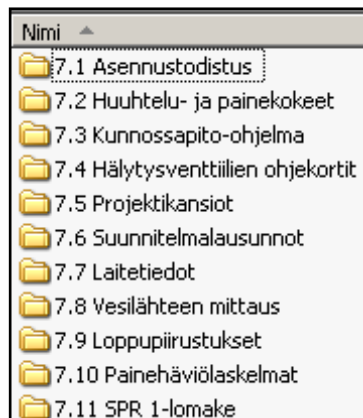 Nimi
7.1 Asennustodistus
7.2 Huuhtelu- ja painekokeet
7.3 Kunnossapito-ohjelma
7.4 Hälytysventtiilien ohjekortit
7.5 Projektikansiot
7.6 Suunnitelmalausunnot
7.7 Laitetiedot
7.8 Vesilähteen mittaus
7.9 Loppupiirustukset
7.10 Painehäviölaskelmat
7.11 SPR 1-lomake